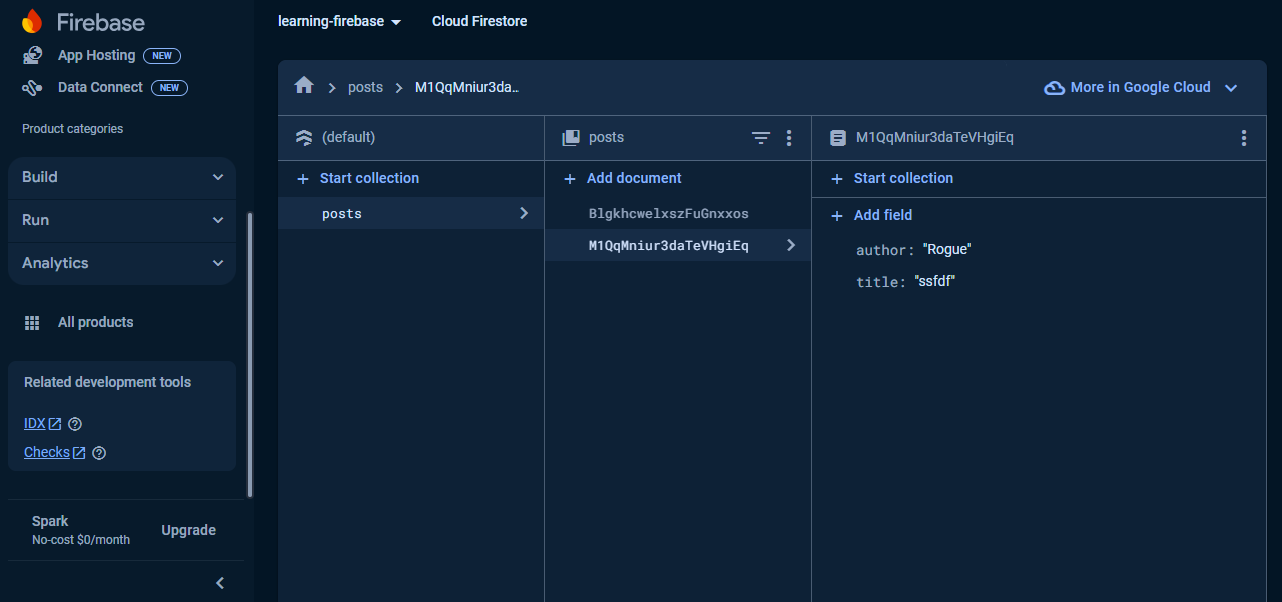 Firebase
App Hosting NEW
Data Connect NEW
Product categories
Build
Run
Analytics
All products
Related development tools
IDX
Checks
Spark
No-cost $0/month
Upgrade
learning-firebase
Cloud Firestore
posts
M1QqMniur3da...
More in Google Cloud
(default)
Start collection
posts
posts
Add document
BlgkhcwelxszFuGnxxos
M1QqMniur3daTeVHgiEq
M1QqMniur3daTeVHgiEq
Start collection
Add field
author: "Rogue"
title: "ssfdf"